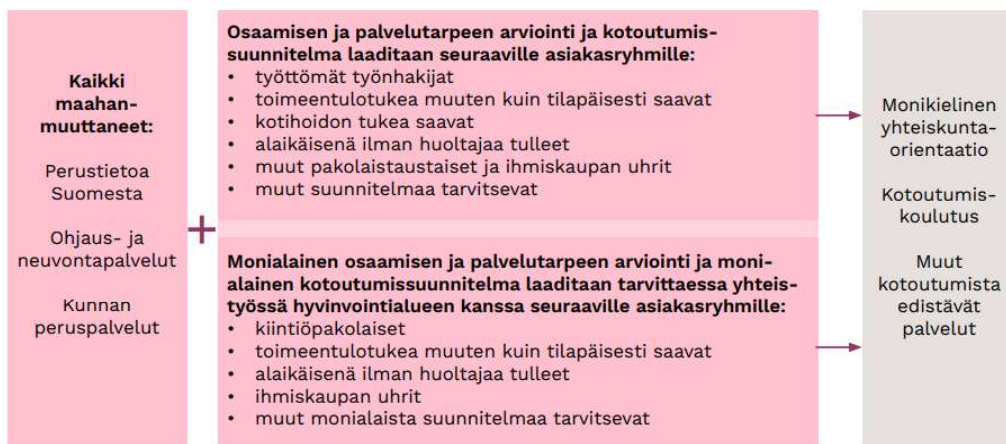 Kaikki
maahan-
muuttaneet:
Perustietoa
Suomesta
Ohjaus- ja
neuvontapalvelut
Kunnan
peruspalvelut
+
Osaamisen ja palvelutarpeen arviointi ja kotoutumis-
suunnitelma laaditaan seuraaville asiakasryhmille:
• työttömät työnhakijat
• toimeentulotukea muuten kuin tilapäisesti saavat
• kotihoidon tukea saavat
• alaikäisenä ilman huoltajaa tulleet
• muut pakolaistaustaiset ja ihmiskaupan uhrit
• muut suunnitelmaa tarvitsevat
Monialainen osaamisen ja palvelutarpeen arviointi ja moni-
alainen kotoutumissuunnitelma laaditaan tarvittaessa yhteis-
työssä hyvinvointialueen kanssa seuraaville asiakasryhmille:
• kiintiöpakolaiset
• toimeentulotukea muuten kuin tilapäisesti saavat
• alaikäisenä ilman huoltajaa tulleet
• ihmiskaupan uhrit
• muut monialaista suunnitelmaa tarvitsevat
Monikielinen
yhteiskunta-
orientaatio
Kotoutumis-
koulutus
Muut
kotoutumista
edistävät
palvelut